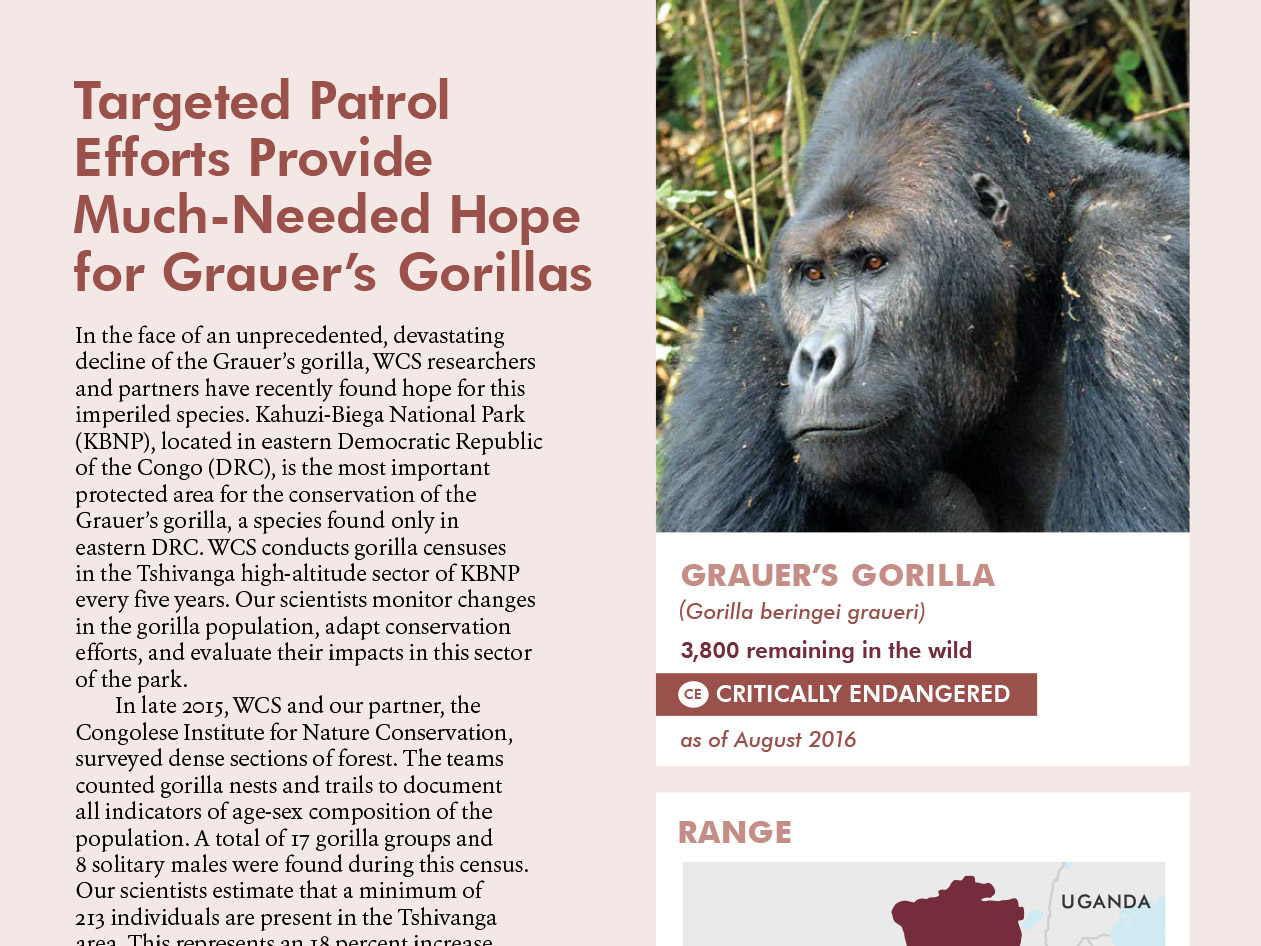 Targeted Patrol
Efforts Provide
Much-Needed Hope
for Grauer’s Gorillas
In the face of an unprecedented, devastating
decline of the Grauer’s gorilla, WCS researchers
and partners have recently found hope for this
imperiled species. Kahuzi-Biega National Park
(KBNP), located in eastern Democratic Republic
of the Congo (DRC), is the most important
protected area for the conservation of the
Grauer’s gorilla, a species found only in
eastern DRC. WCS conducts gorilla censuses
in the Tshivanga high-altitude sector of KBNP
every five years. Our scientists monitor changes
in the gorilla population, adapt conservation
efforts, and evaluate their impacts in this sector
of the park.
In late 2015, WCS and our partner, the
Congolese Institute for Nature Conservation,
surveyed dense sections of forest. The teams
counted gorilla nests and trails to document
all indicators of age-sex composition of the
population. A total of 17 gorilla groups and
8 solitary males were found during this census.
Our scientists estimate that a minimum of
213 individuals are present in the Tshivanga
area. This represents an 18 percent increase
GRAUER’S GORILLA
(Gorilla beringei graueri)
3,800 remaining in the wild
CE CRITICALLY ENDANGERED
as of August 2016
RANGE
UGANDA